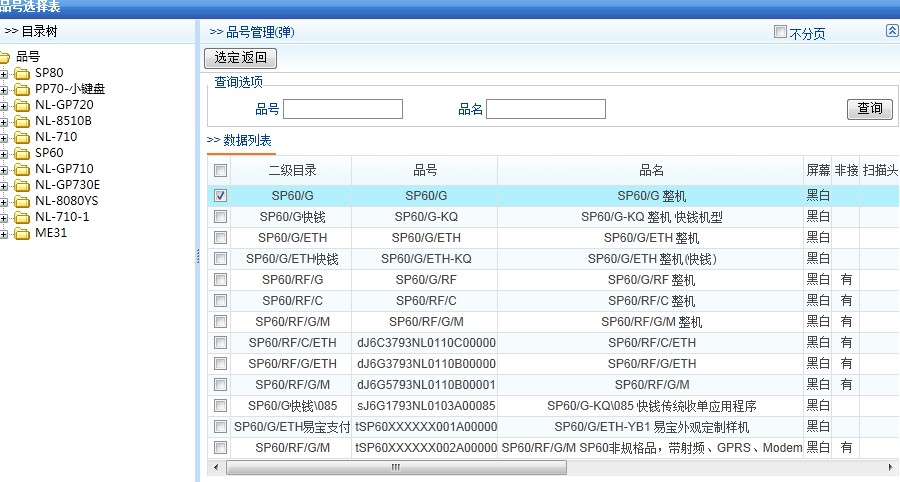 品号选择表
>> 目录树
品号
SP80
PP70-小键盘
NL-GP720
NL-8510B
NL-710
SP60
NL-GP710
NL-GP730E
NL-8080YS
NL-710-1
ME31
>> 品号管理(弹) 不分页
选定返回
查询选项
品号 品名 查询
>> 数据列表
二级目录 品号 品名 屏幕 非接 扫描头
SP60/G SP60/G SP60/G 整机 黑白
SP60/G快钱 SP60/G-KQ SP60/G-KQ 整机 快钱机型 黑白
SP60/G/ETH SP60/G/ETH SP60/G/ETH 整机 黑白
SP60/G/ETH快钱 SP60/G/ETH-KQ SP60/G/ETH 整机(快钱) 黑白
SP60/RF/G SP60/G/RF SP60/G/RF 整机 黑白 有
SP60/RF/C SP60/RF/C SP60/RF/C 整机 黑白 有
SP60/RF/G/M SP60/RF/G/M SP60/RF/G/M 整机 黑白 有
SP60/RF/C/ETH dJ6C3793NL0110C00000 SP60/RF/C/ETH 黑白 有
SP60/RF/G/ETH dJ6G3793NL0110B00000 SP60/RF/G/ETH 黑白 有
SP60/RF/G/M dJ6G5793NL0110B00001 SP60/RF/G/M 黑白 有
SP60/G快钱\085 sJ6G1793NL0103A00085 SP60/G-KQ\085 快钱传统收单应用程序 黑白
SP60/G/ETH易宝支付 tSP60XXXXXX001A00000 SP60/G/ETH-YB1 易宝外观定制样机 黑白
SP60/RF/G/M tSP60XXXXXX002A00000 SP60/RF/G/M SP60非规格品，带射频、GPRS、Modem 黑白 有